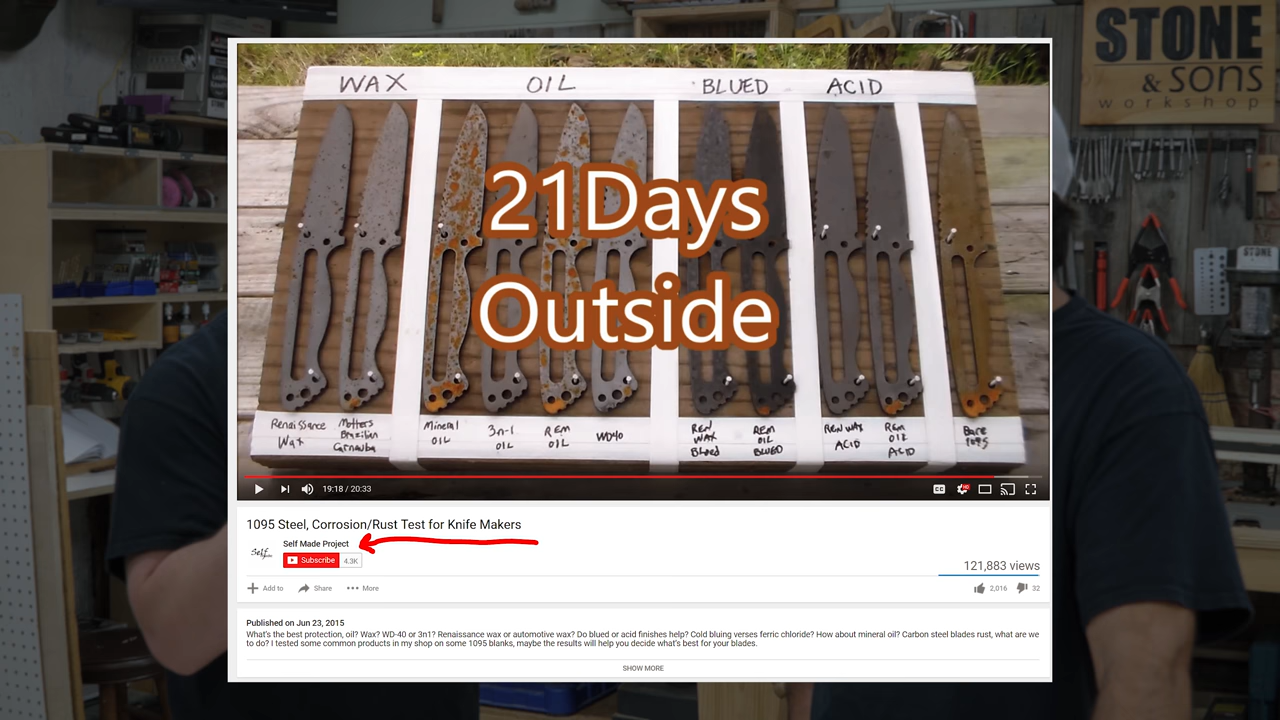 STONE
& sons
workshop
WAX
OIL
BLUED
ACID
21Days
Outside
Renaissance
Wax
Mothers
Brazilian
Carnauba
Mineral
OIL
3n-1
OIL
REM
OIL
WD40
REN
WAX
Blued
REM
OIL
BLUED
REN WAX
ACID
REM
OIL
ACID
Bare
1095
19:18 / 20:33
CC
HD
1095 Steel, Corrosion/Rust Test for Knife Makers
Self
Self Made Project
Subscribe 4.3K
121,883 views
Add to Share More
2,016 32
Published on Jun 23, 2015
What's the best protection, oil? Wax? WD-40 or 3n1? Renaissance wax or automotive wax? Do blued or acid finishes help? Cold bluing verses ferric chloride? How about mineral oil? Carbon steel blades rust, what are we
to do? I tested some common products in my shop on some 1095 blanks, maybe the results will help you decide what's best for your blades.
SHOW MORE